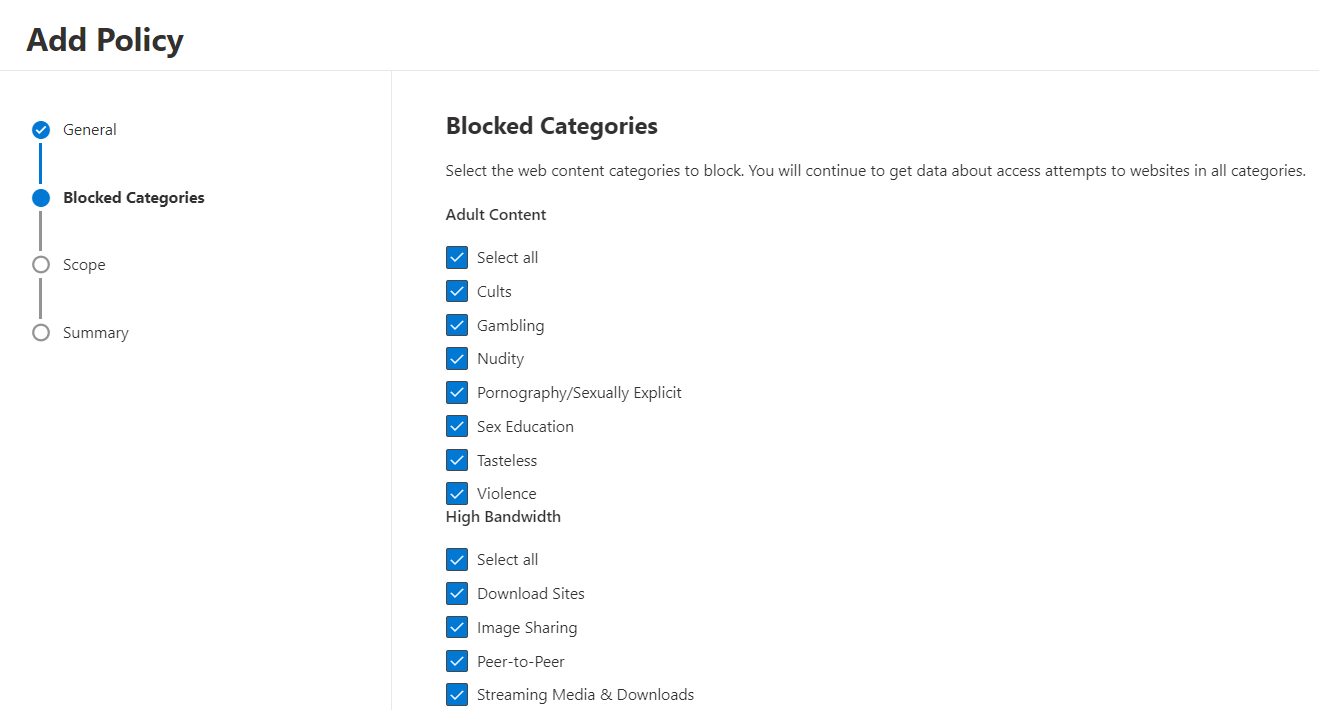 Add Policy
General
Blocked Categories
Scope
Summary
Blocked Categories
Select the web content categories to block. You will continue to get data about access attempts to websites in all categories.
Adult Content
Select all
Cults
Gambling
Nudity
Pornography/Sexually Explicit
Sex Education
Tasteless
Violence
High Bandwidth
Select all
Download Sites
Image Sharing
Peer-to-Peer
Streaming Media & Downloads